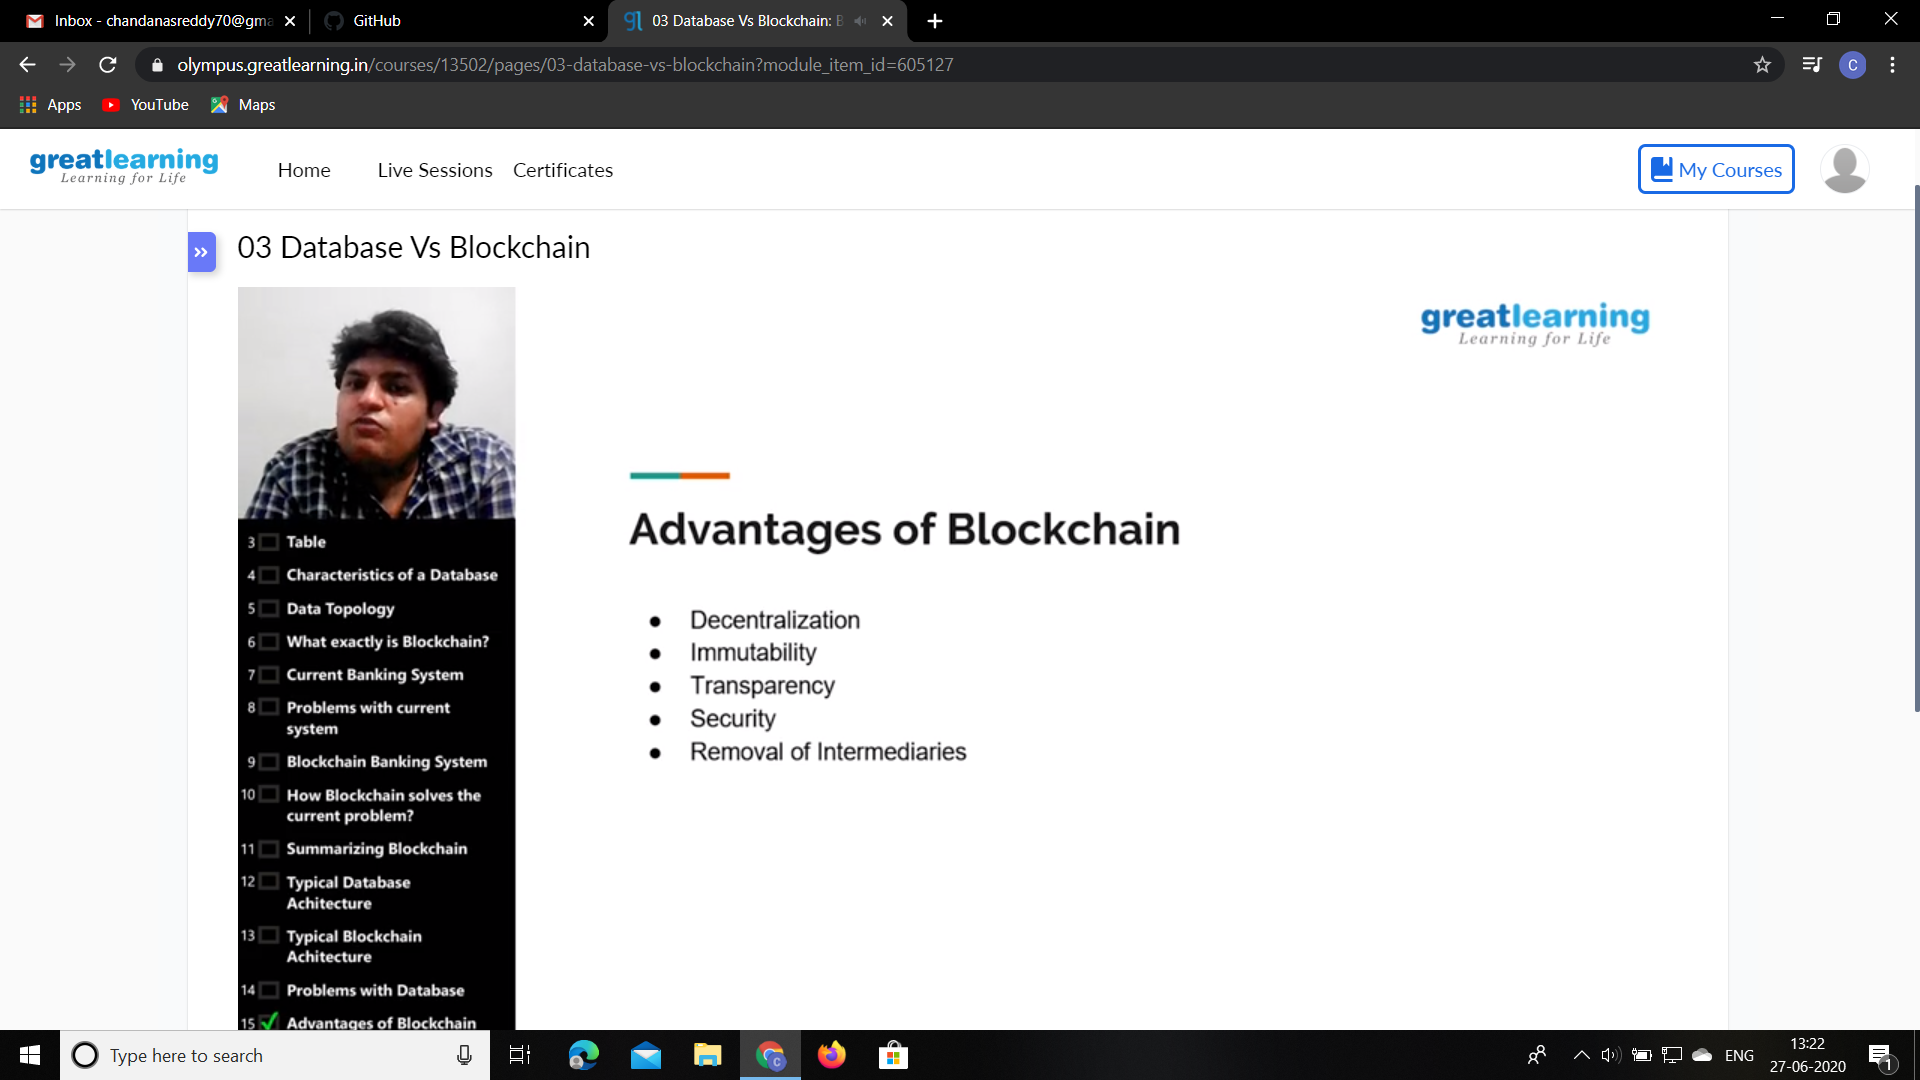 Inbox - chandanasreddy70@gma
GitHub
03 Database Vs Blockchain: B
olympus.greatlearning.in/courses/13502/pages/03-database-vs-blockchain?module_item_id=605127
C
Apps
YouTube
Maps
greatlearning
Learning for Life
Home
Live Sessions
Certificates
My Courses
03 Database Vs Blockchain
greatlearning
Learning for Life
3 Table
4 Characteristics of a Database
5 Data Topology
6 What exactly is Blockchain?
7 Current Banking System
8 Problems with current
system
9 Blockchain Banking System
10 How Blockchain solves the
current problem?
11 Summarizing Blockchain
12 Typical Database
Achitecture
13 Typical Blockchain
Achitecture
14 Problems with Database
15 Advantages of Blockchain
Advantages of Blockchain
● Decentralization
● Immutability
● Transparency
● Security
● Removal of Intermediaries
Type here to search
C
ENG
13:22
27-06-2020
1